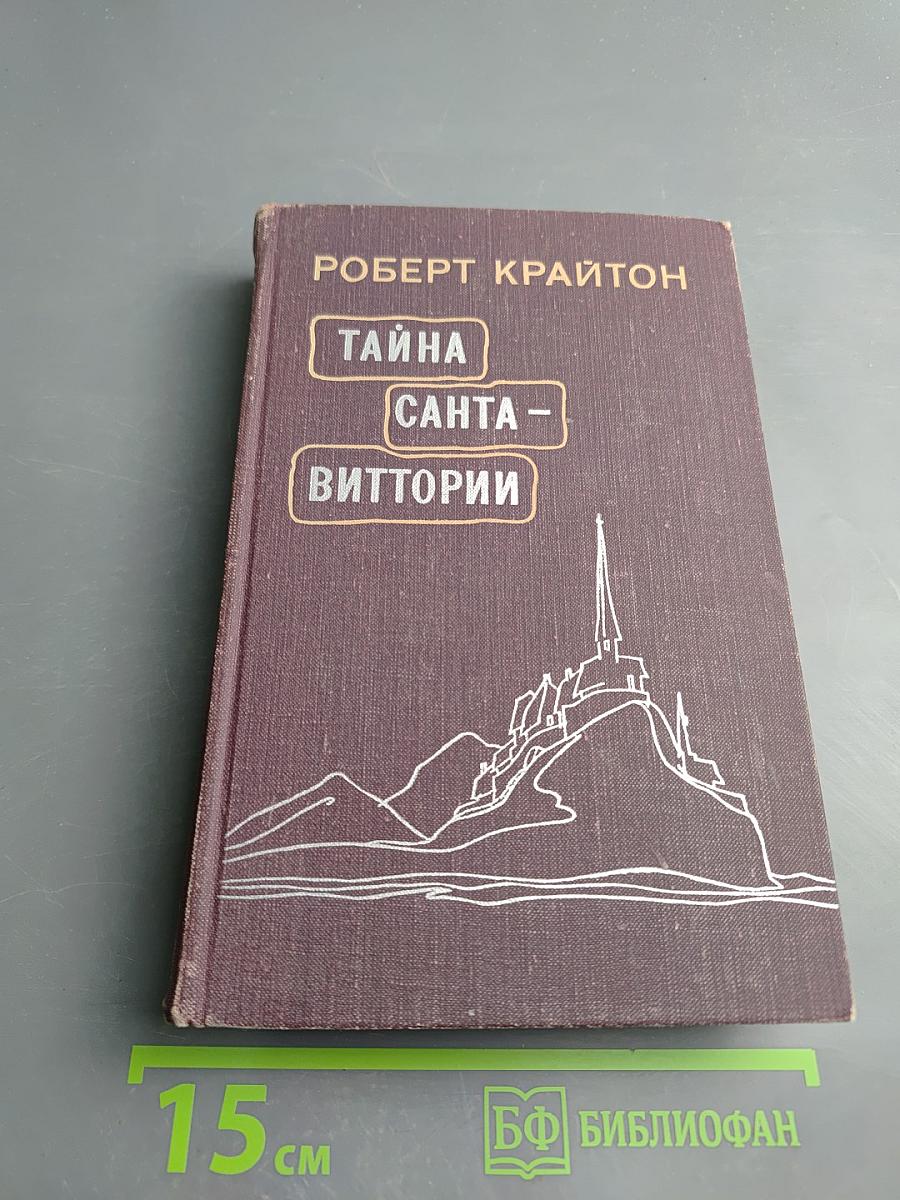 РОБЕРТ КРАЙТОН
ТАЙНА
САНТА-
ВИТТОРИИ
15 см
БФ БИБЛИОФАН